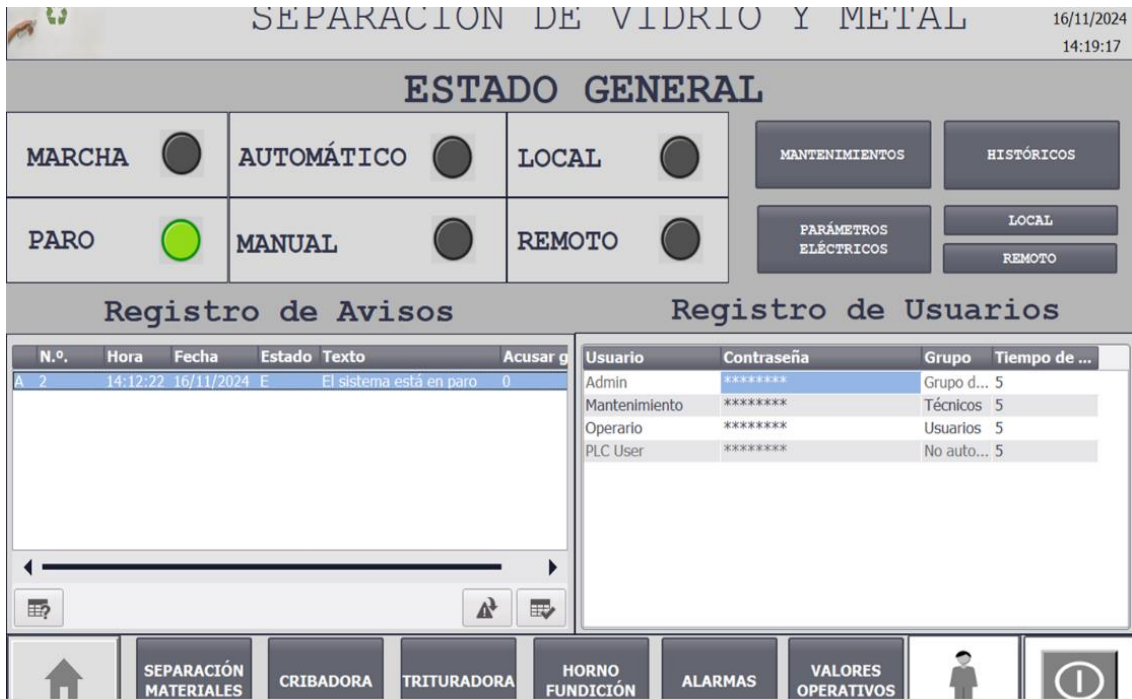 SEPARACIÓN DE VIDRIO Y METAL
16/11/2024
14:19:17
ESTADO GENERAL
MARCHA
AUTOMÁTICO
LOCAL
MANTENIMIENTOS
HISTÓRICOS
PARO
MANUAL
REMOTO
PARÁMETROS
ELÉCTRICOS
LOCAL
REMOTO
Registro de Avisos
Registro de Usuarios
N.º. Hora Fecha Estado Texto Acusar g
A 2 14:12:22 16/11/2024 E El sistema está en paro 0
Usuario Contraseña Grupo Tiempo de ...
Admin ******** Grupo d... 5
Mantenimiento ******** Técnicos 5
Operario ******** Usuarios 5
PLC User ******** No auto... 5
SEPARACIÓN
MATERIALES
CRIBADORA
TRITURADORA
HORNO
FUNDICIÓN
ALARMAS
VALORES
OPERATIVOS